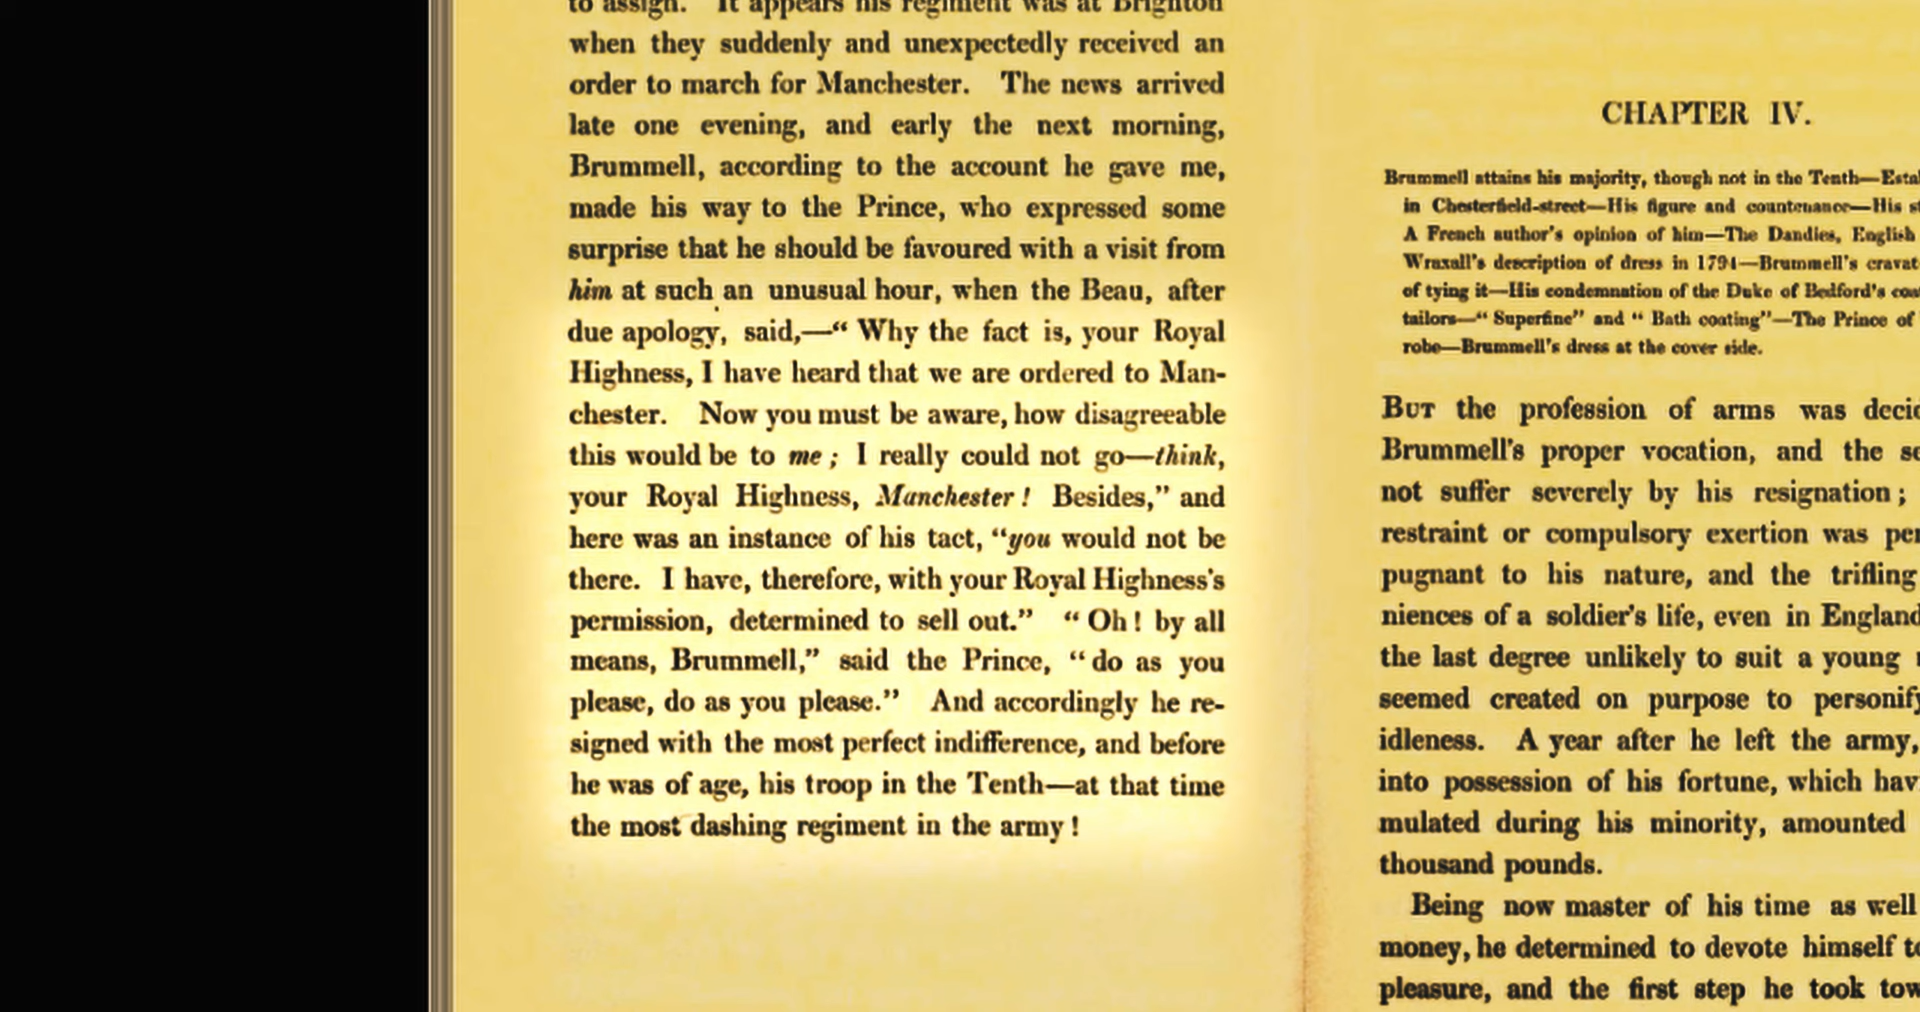 to assign. It appears his regiment was at Brighton
when they suddenly and unexpectedly received an
order to march for Manchester. The news arrived
late one evening, and early the next morning,
Brummell, according to the account he gave me,
made his way to the Prince, who expressed some
surprise that he should be favoured with a visit from
him at such an unusual hour, when the Beau, after
due apology, said,—“ Why the fact is, your Royal
Highness, I have heard that we are ordered to Man-
chester. Now you must be aware, how disagreeable
this would be to me ; I really could not go—think,
your Royal Highness, Manchester ! Besides,” and
here was an instance of his tact, “you would not be
there. I have, therefore, with your Royal Highness's
permission, determined to sell out.” “ Oh ! by all
means, Brummell,” said the Prince, “ do as you
please, do as you please.” And accordingly he re-
signed with the most perfect indifference, and before
he was of age, his troop in the Tenth—at that time
the most dashing regiment in the army !
CHAPTER IV.
Brummell attains his majority, though not in the Tenth—
in Chesterfield-street—His figure and countenance—His
A French author's opinion of him—The Dandies, English
Wraxall's description of dress in 1794—Brummell's
of tying it—His condemnation of the Duke of Bedford's
tailors—“ Superfine” and “ Bath coating”—The Prince of
robe—Brummell's dress at the cover side.
BUT the profession of arms was
Brummell's proper vocation, and the
not suffer severely by his resignation ;
restraint or compulsory exertion was
pugnant to his nature, and the trifling
niences of a soldier's life, even in England
the last degree unlikely to suit a young
seemed created on purpose to
idleness. A year after he left the army,
into possession of his fortune, which
mulated during his minority, amounted
thousand pounds.
Being now master of his time as well
money, he determined to devote himself
pleasure, and the first step he took